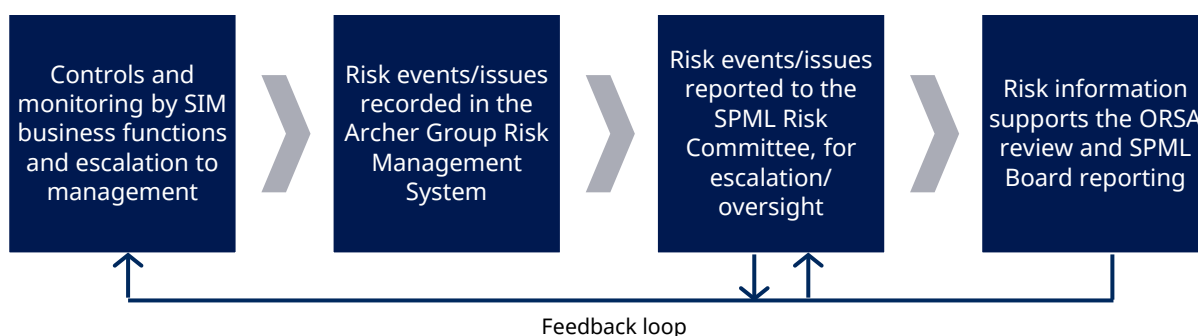 Controls and
monitoring by SIM
business functions
and escalation to
management
Risk events/issues
recorded in the
Archer Group Risk
Management
System
Risk events/issues
reported to the
SPML Risk
Committee, for
escalation/
oversight
Risk information
supports the ORSA
review and SPML
Board reporting
Feedback loop